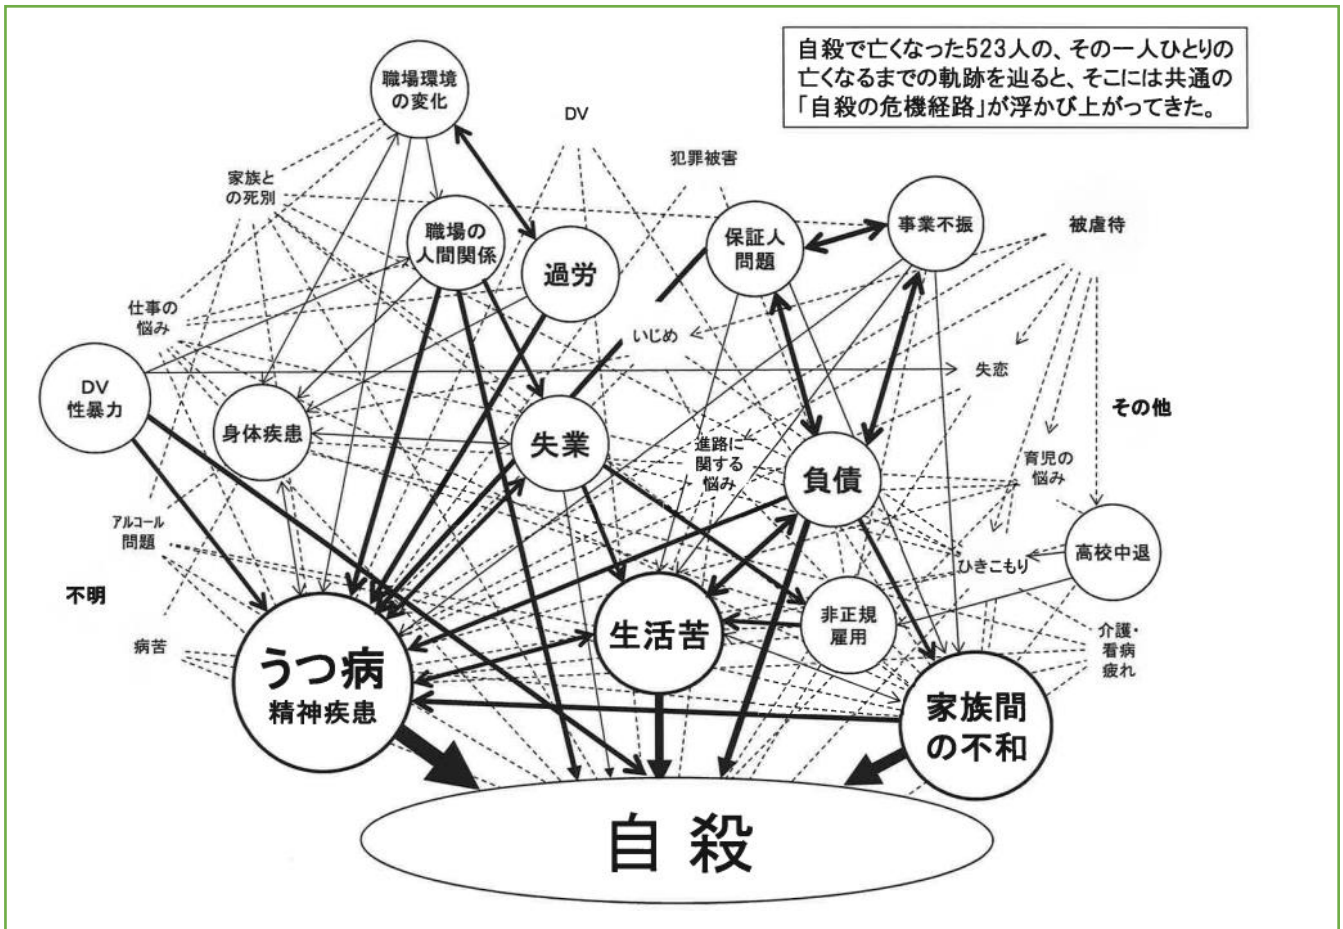 自殺で亡くなった523人の、その一人ひとりの
亡くなるまでの軌跡を辿ると、そこには共通の
「自殺の危機経路」が浮かび上がってきた。
職場環境
の変化
DV
犯罪被害
家族と
の死別
職場の
人間関係
過労
保証人
問題
事業不振
被虐待
仕事の
悩み
いじめ
失恋
DV
性暴力
その他
身体疾患
失業
進路に
関する
悩み
負債
育児の
悩み
アルコール
問題
高校中退
ひきこもり
不明
病苦
うつ病
精神疾患
生活苦
非正規
雇用
介護・
看病
疲れ
家族間
の不和
自殺